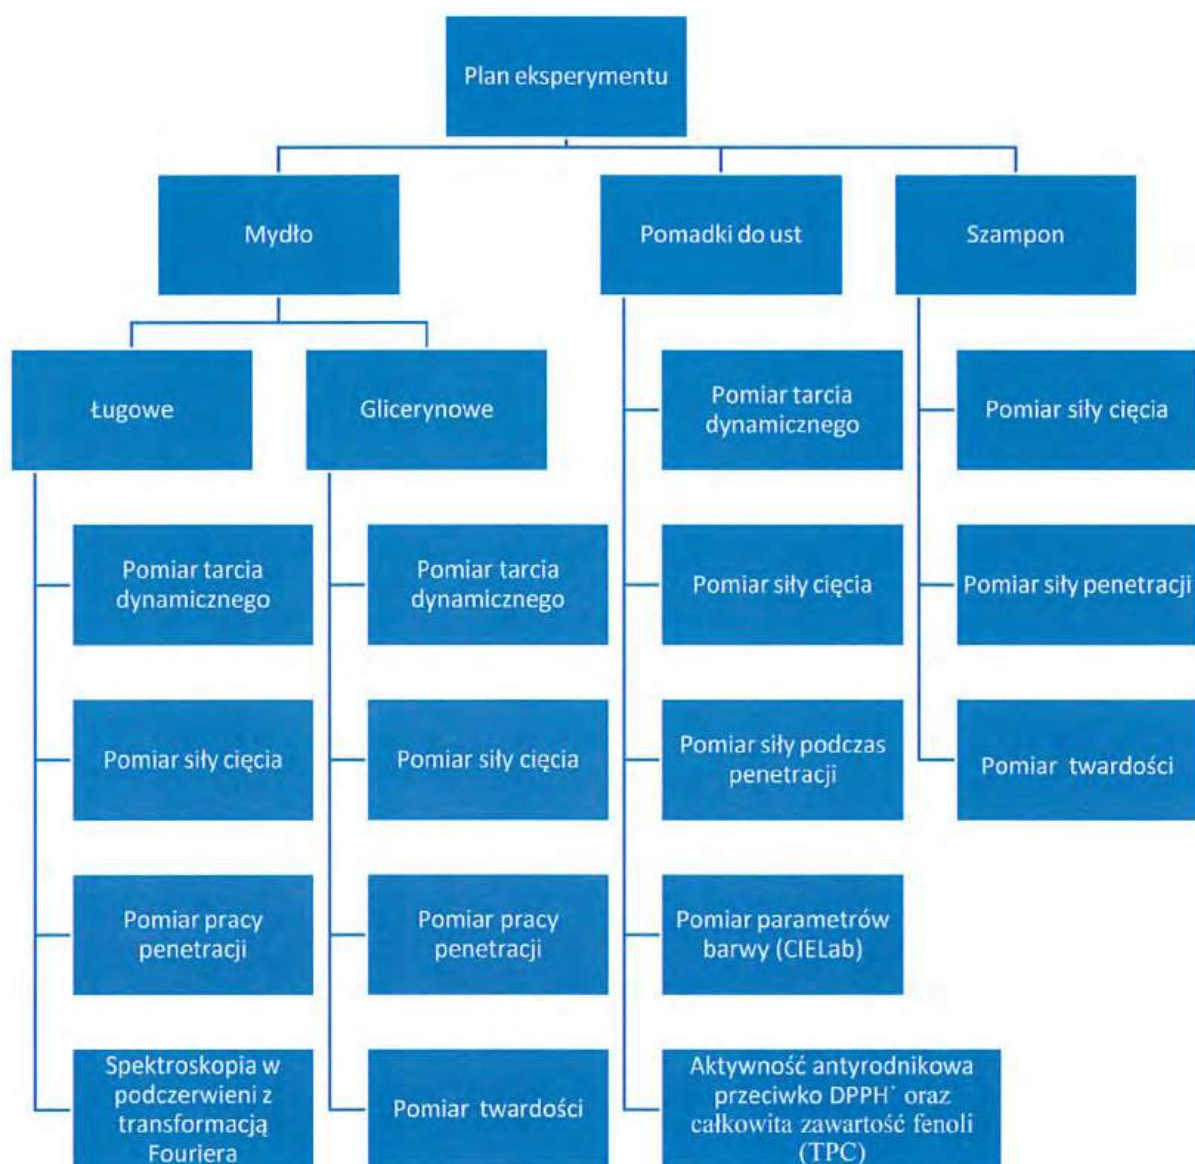 Plan eksperymentu
Mydło
Pomadki do ust
Szampon
Ługowe
Glicerynowe
Pomiar tarcia
dynamicznego
Pomiar siły cięcia
Pomiar tarcia
dynamicznego
Pomiar tarcia
dynamicznego
Pomiar siły cięcia
Pomiar siły penetracji
Pomiar siły cięcia
Pomiar siły cięcia
Pomiar siły podczas
penetracji
Pomiar twardości
Pomiar pracy
penetracji
Pomiar pracy
penetracji
Pomiar parametrów
barwy (CIELab)
Spektroskopia w
podczerwieni z
transformacją
Fouriera
Pomiar twardości
Aktywność antyrodnikowa
przeciwko DPPH˙ oraz
całkowita zawartość fenoli
(TPC)